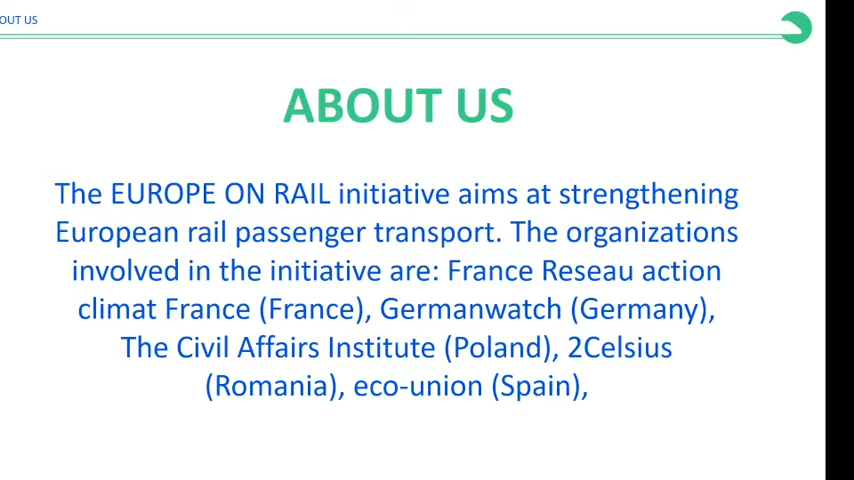 OUT US
ABOUT US
The EUROPE ON RAIL initiative aims at strengthening
European rail passenger transport. The organizations
involved in the initiative are: France Reseau action
climat France (France), Germanwatch (Germany),
The Civil Affairs Institute (Poland), 2Celsius
(Romania), eco-union (Spain),